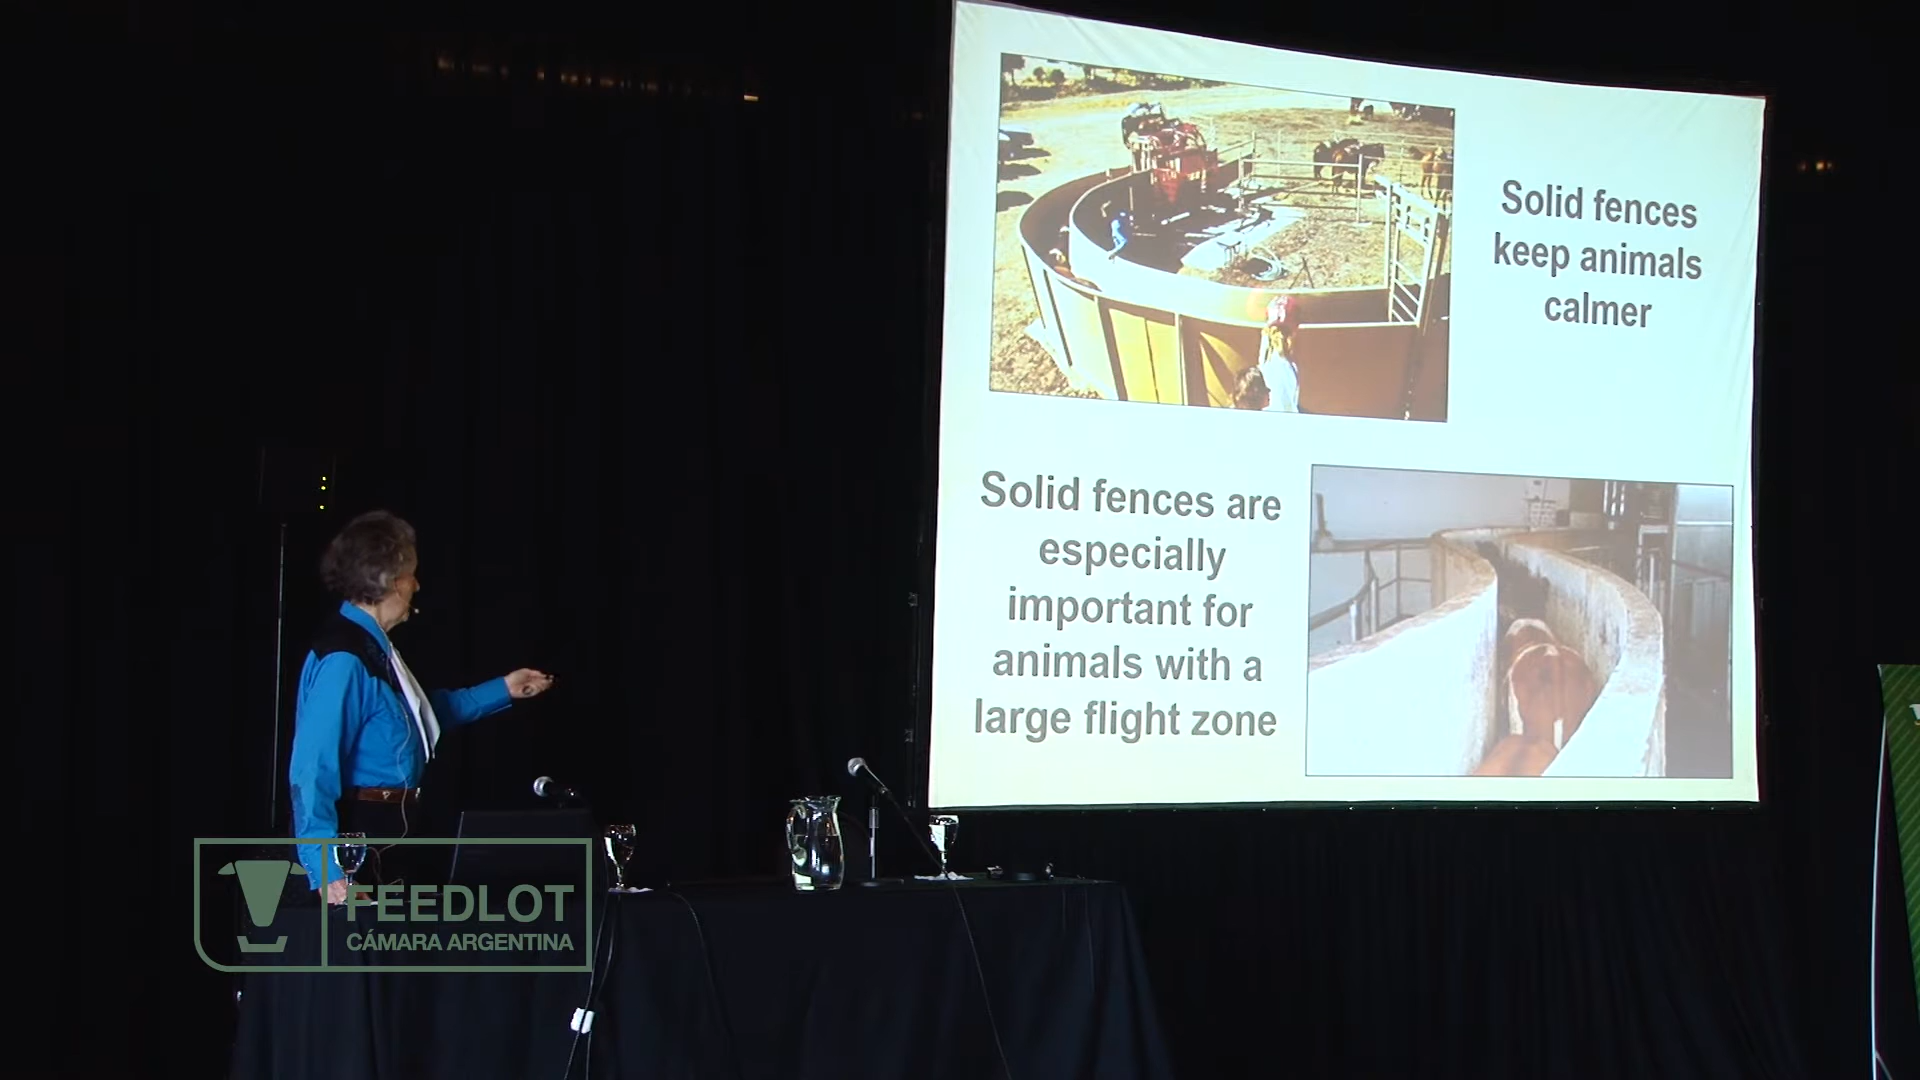 Solid fences
keep animals
calmer
Solid fences are
especially
important for
animals with a
large flight zone
FEEDLOT
CÁMARA ARGENTINA